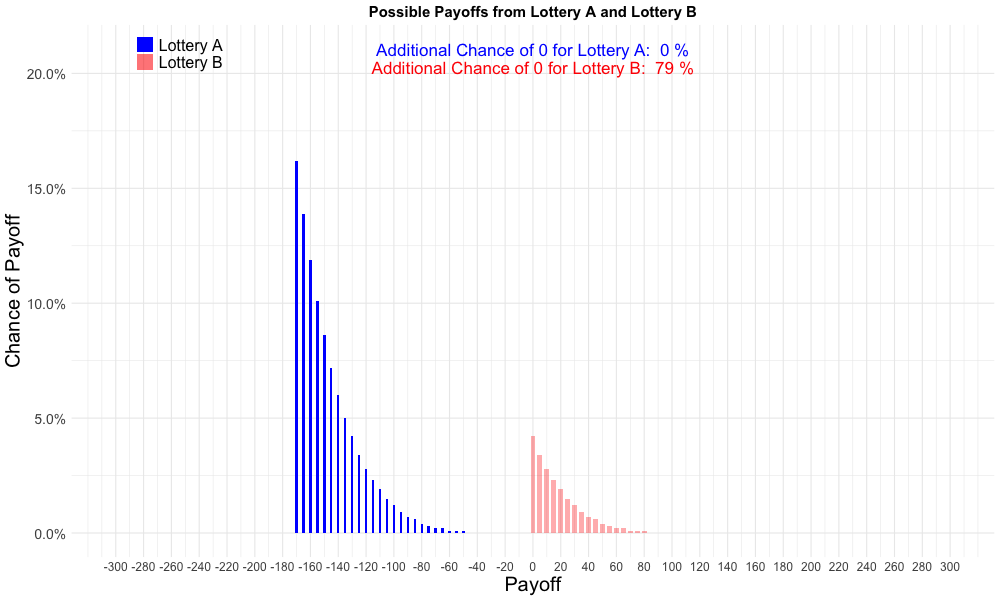 Possible Payoffs from Lottery A and Lottery B
Lottery A
Lottery B
Additional Chance of 0 for Lottery A:  0 %
Additional Chance of 0 for Lottery B:  79 %
Chance of Payoff
20.0%
15.0%
10.0%
5.0%
0.0%
-300 -280 -260 -240 -220 -200 -180 -160 -140 -120 -100 -80 -60 -40 -20 0 20 40 60 80 100 120 140 160 180 200 220 240 260 280 300
Payoff